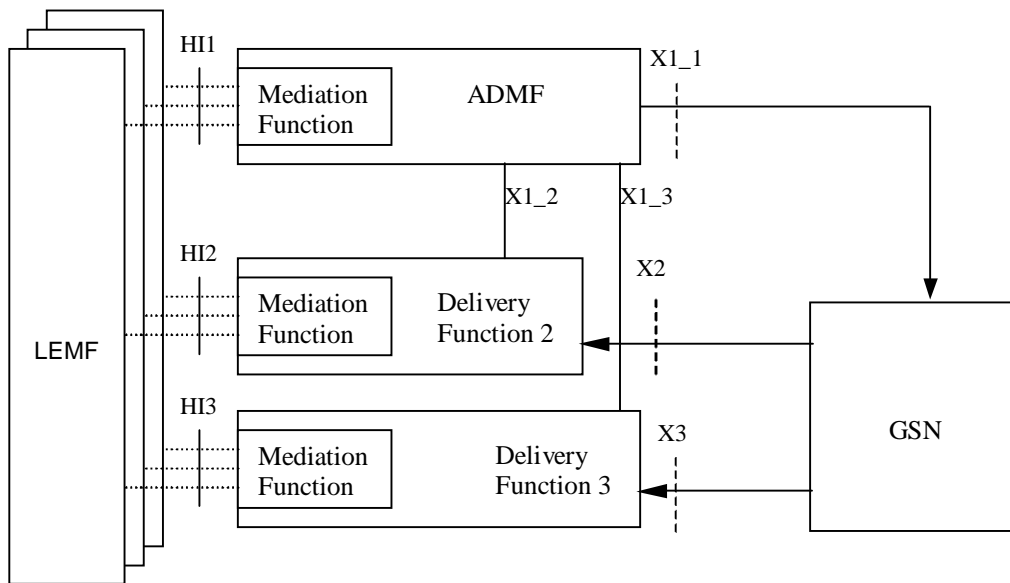 HI1
Mediation
Function
ADMF
X1_1
X1_2
X1_3
HI2
Mediation
Function
Delivery
Function 2
X2
LEMF
HI3
Mediation
Function
Delivery
Function 3
X3
GSN